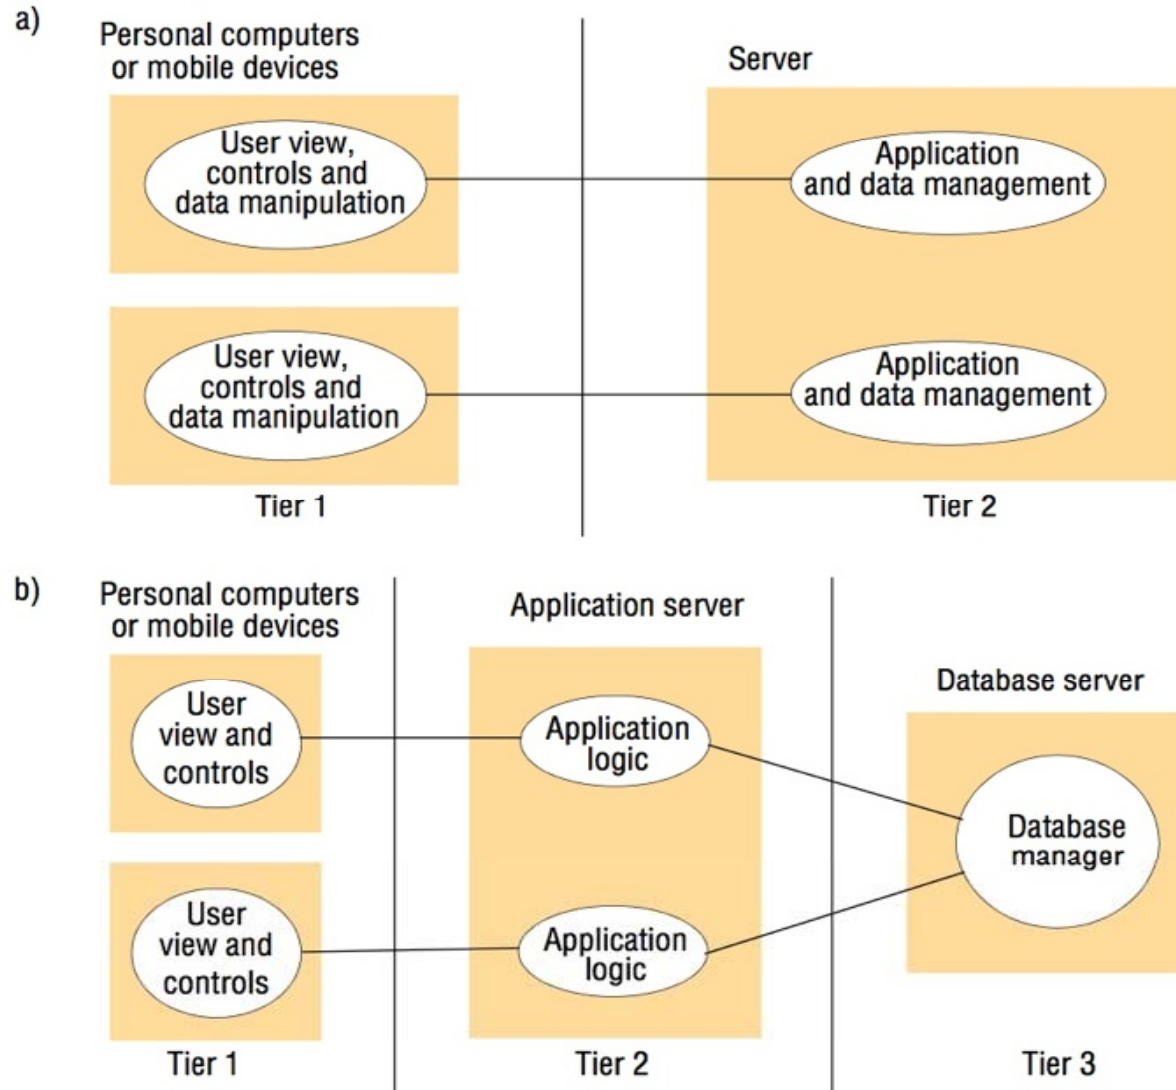 a)
Personal computers
or mobile devices
Server
User view,
controls and
data manipulation
Application
and data management
User view,
controls and
data manipulation
Application
and data management
Tier 1
Tier 2
b)
Personal computers
or mobile devices
Application server
Database server
User
view and
controls
Application
logic
Database
manager
User
view and
controls
Application
logic
Tier 1
Tier 2
Tier 3